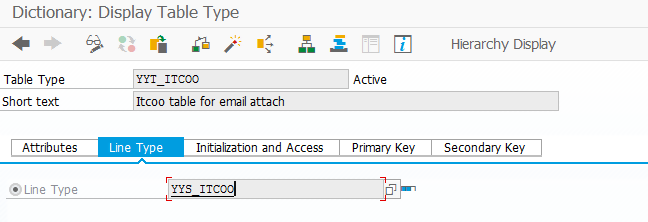 Dictionary: Display Table Type
Hierarchy Display
Table Type YYT_ITCOO Active
Short text Itcoo table for email attach
Attributes Line Type Initialization and Access Primary Key Secondary Key
Line Type YYS_ITCOO